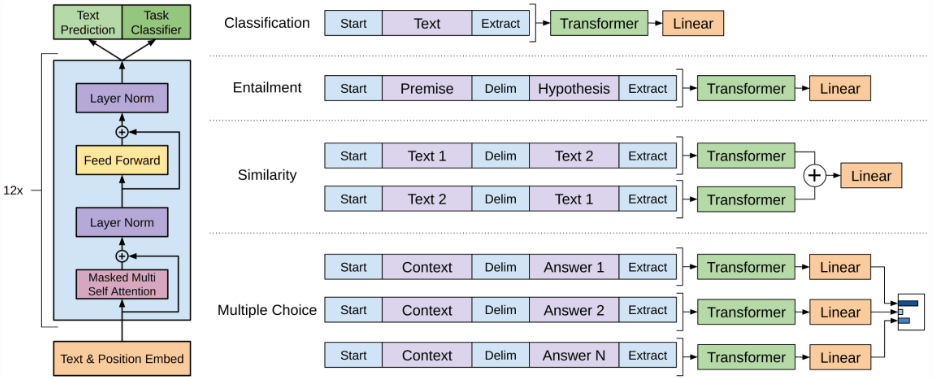 Text
Prediction
Task
Classifier
Layer Norm
Feed Forward
12x
Layer Norm
Masked Multi
Self Attention
Text & Position Embed
Classification
Start Text Extract Transformer Linear
Entailment
Start Premise Delim Hypothesis Extract Transformer Linear
Similarity
Start Text 1 Delim Text 2 Extract Transformer
Start Text 2 Delim Text 1 Extract Transformer
Linear
Multiple Choice
Start Context Delim Answer 1 Extract Transformer Linear
Start Context Delim Answer 2 Extract Transformer Linear
Start Context Delim Answer N Extract Transformer Linear